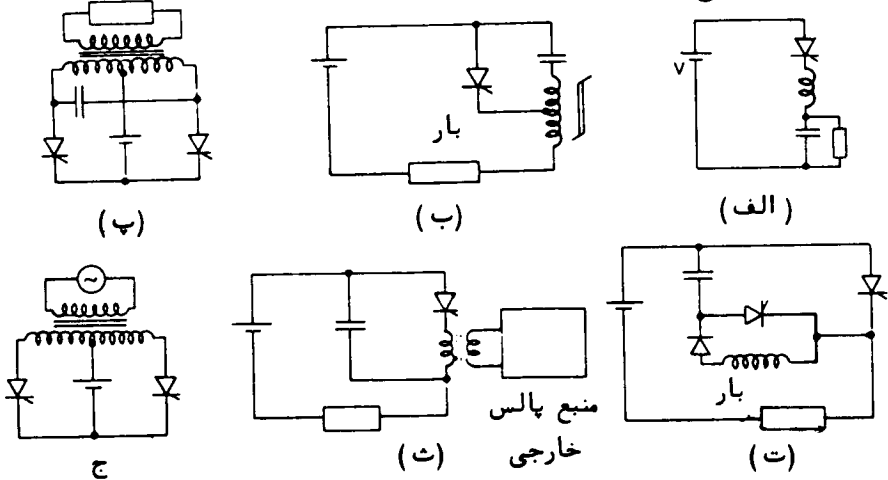 V
بار
(الف)
(ب)
(پ)
~
بار
منبع پالس
خارجی
(ت)
(ث)
ج